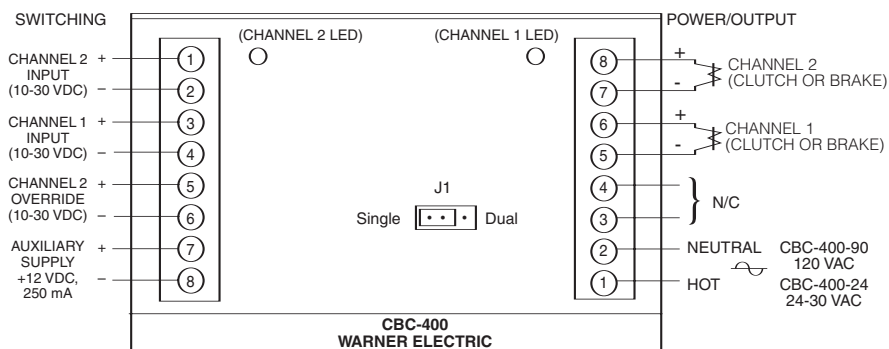 SWITCHING
POWER/OUTPUT
(CHANNEL 2 LED)
(CHANNEL 1 LED)
CHANNEL 2 +
INPUT
(10-30 VDC) –
1
2
CHANNEL 1 +
INPUT
(10-30 VDC) –
3
4
CHANNEL 2 +
OVERRIDE
(10-30 VDC) –
5
6
AUXILIARY +
SUPPLY
+12 VDC, –
250 mA
7
8
J1
Single
Dual
8
7
+
-
CHANNEL 2
(CLUTCH OR BRAKE)
6
5
+
-
CHANNEL 1
(CLUTCH OR BRAKE)
4
3
N/C
2
NEUTRAL
1
HOT
CBC-400-90
120 VAC
CBC-400-24
24-30 VAC
CBC-400
WARNER ELECTRIC